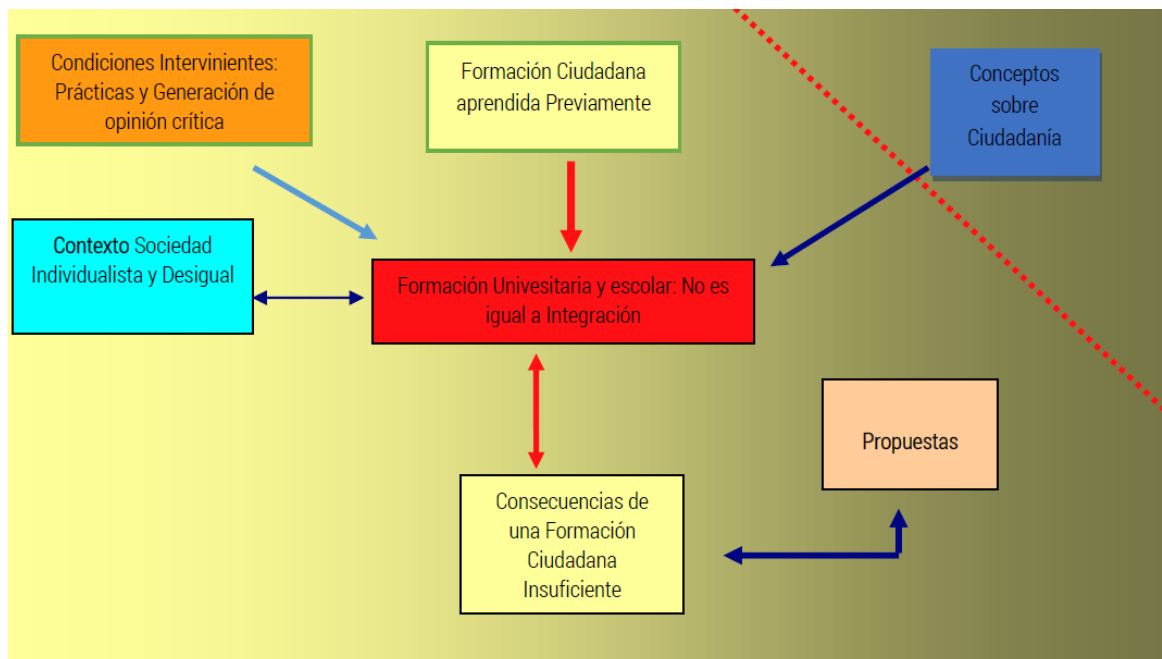 Condiciones Intervinientes:
Prácticas y Generación de
opinión crítica
Formación Ciudadana
aprendida Previamente
Conceptos
sobre
Ciudadanía
Contexto Sociedad
Individualista y Desigual
Formación Univesitaria y escolar: No es
igual a Integración
Propuestas
Consecuencias de
una Formación
Ciudadana
Insuficiente